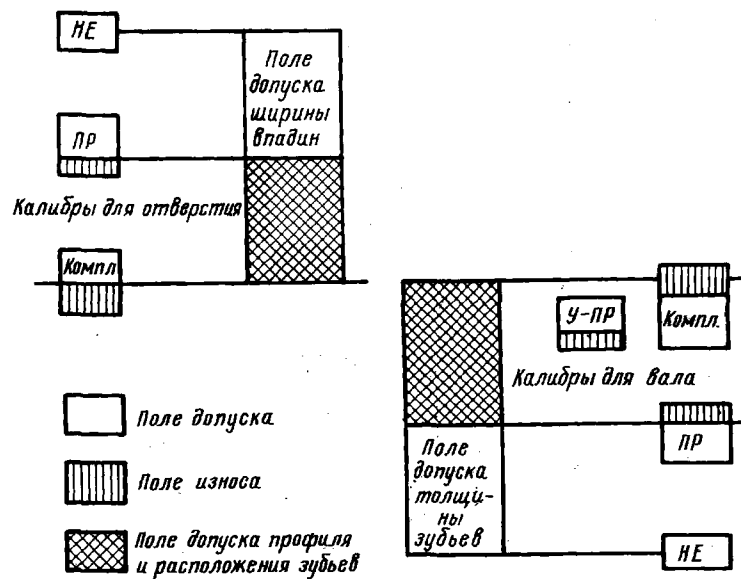 НЕ
Поле
допуска
ширины
впадин
ПР
Калибры для отверстия
Компл.
У-ПР
Компл.
Калибры для вала
Поле допуска
ПР
Поле износа
Поле
допуска
толщи-
ны
зубьев
Поле допуска профиля
и расположения зубьев
НЕ